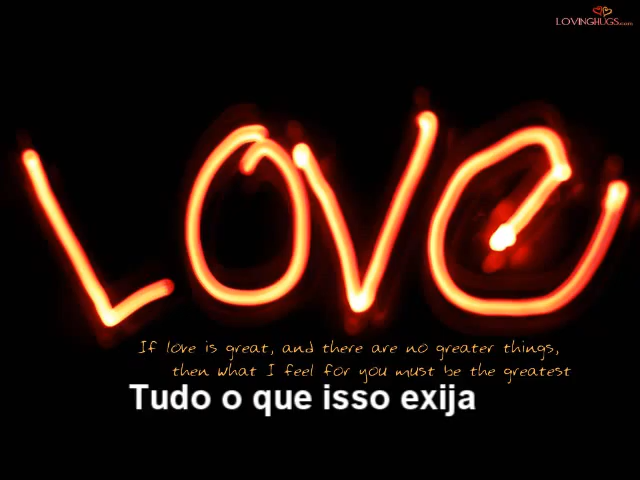 LOVINGHUGS.com
LOVe
If love is great, and there are no greater things,
then what I feel for you must be the greatest
Tudo o que isso exija